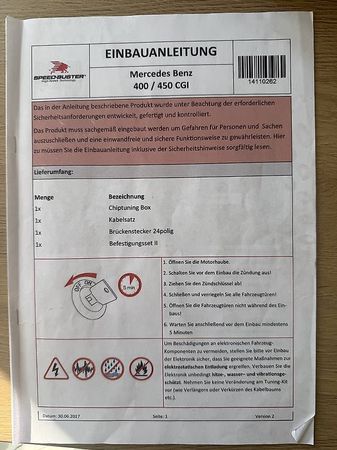 EINBAUANLEITUNG
SPEED-BUSTER
Mercedes Benz
400 / 450 CGI
14110262
Das in der Anleitung beschriebene Produkt wurde unter Beachtung der erforderlichen
Sicherheitsanforderungen entwickelt, gefertigt und kontrolliert.
Das Produkt muss sachgemäß eingebaut werden um Gefahren für Personen und Sachen
auszuschließen und eine einwandfreie und sichere Funktionsweise zu gewährleisten. Hier
zu müssen Sie die Einbauanleitung inklusive der Sicherheitshinweise sorgfältig lesen.
Lieferumfang:
Menge Bezeichnung
1x Chiptuning Box
1x Kabelsatz
1x Brückenstecker 24polig
1x Befestigungsset II
OFF ON
5 min
1. Öffnen Sie die Motorhaube.
2. Schalten Sie vor dem Einbau die Zündung aus!
3. Ziehen Sie den Zündschlüssel ab!
4. Schließen und verriegeln Sie alle Fahrzeugtüren!
5. Öffnen Sie die Fahrzeugtüren nicht während des Ein-
baus!
6. Warten Sie anschließend vor dem Einbau mindestens
5 Minuten
Um Beschädigungen an elektronischen Fahrzeug-
Komponenten zu vermeiden, stellen Sie bitte vor Einbau
der Elektronik sicher, dass Sie geeignete Maßnahmen zur
elektrostatischen Entladung ergreifen. Verbauen Sie die
Elektronik unbedingt hitze-, wasser- und vibrationsge-
schützt. Nehmen Sie keine Veränderung am Tuning-Kit
vor (wie Verlängern oder Verkürzen des Kabelbaums
etc.).
Datum: 30.06.2017 Seite: 1 Version 2